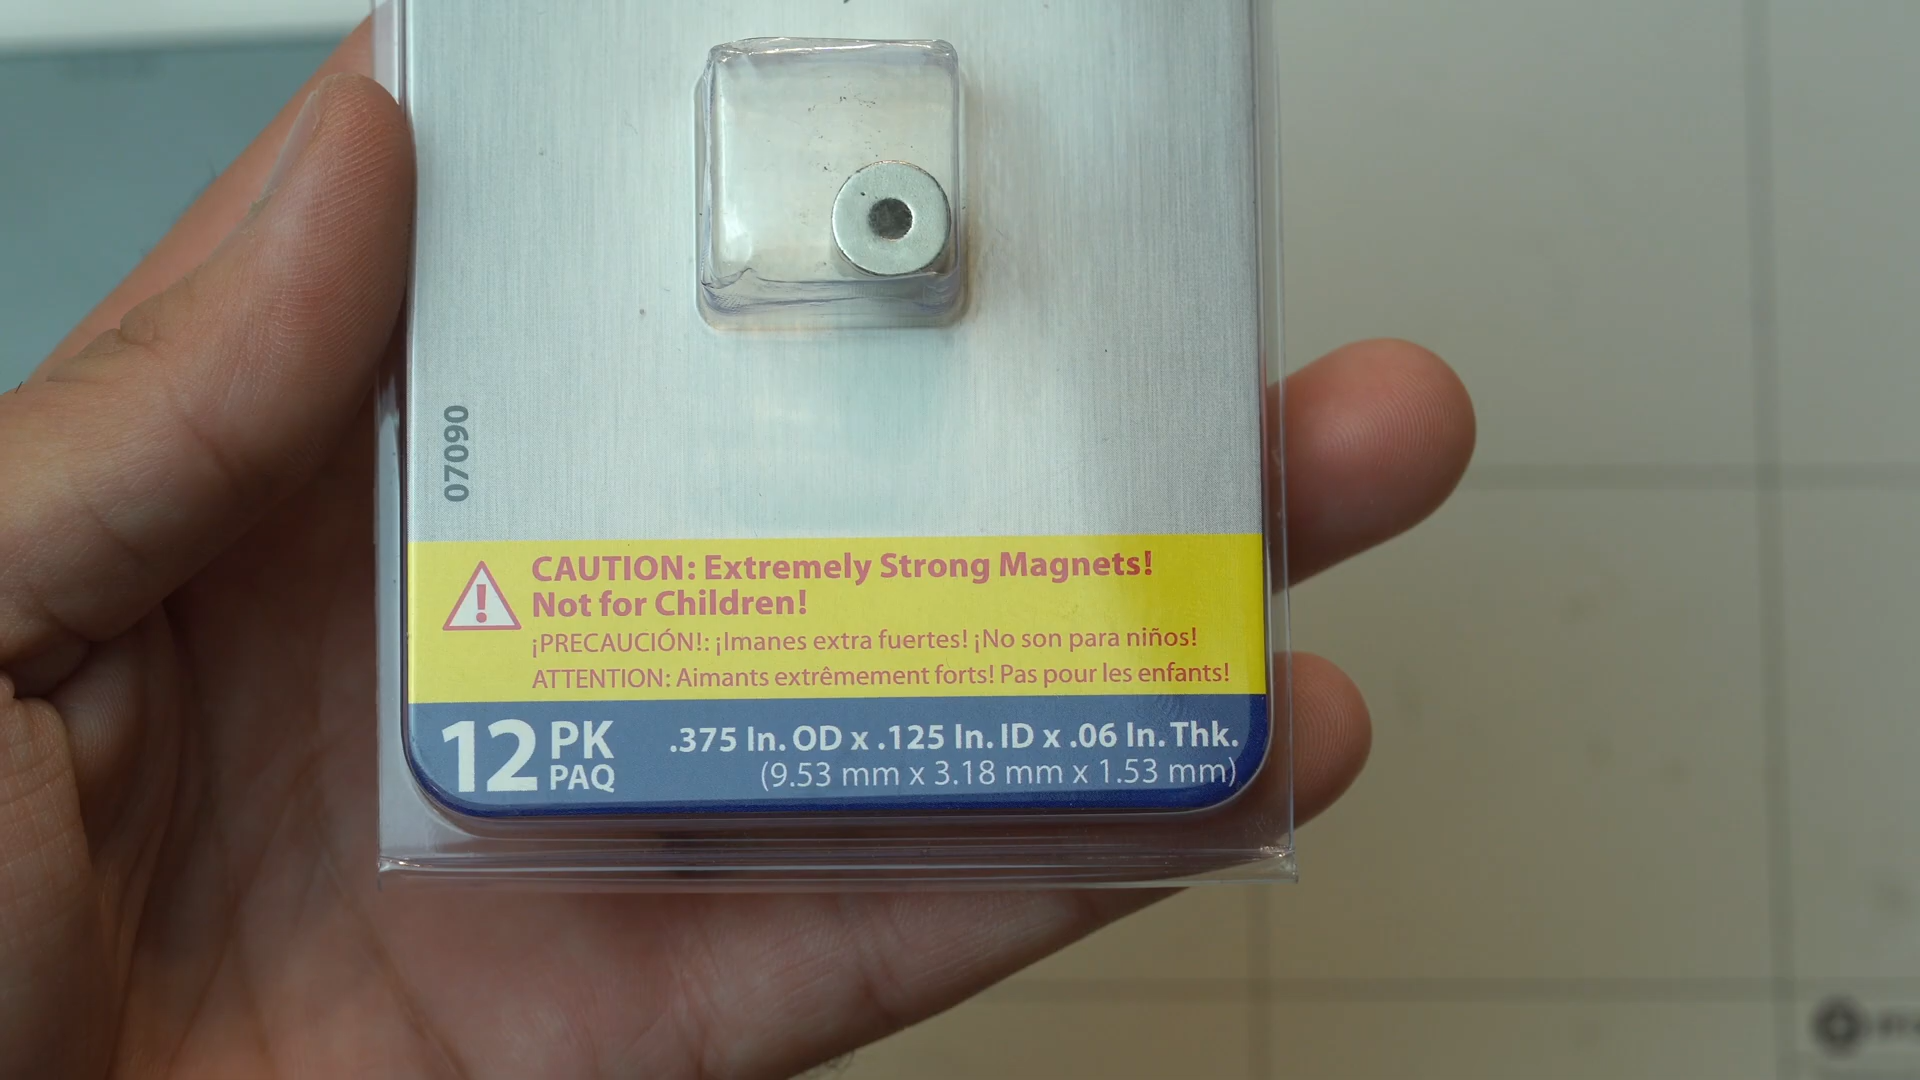 07090
CAUTION: Extremely Strong Magnets!
Not for Children!
¡PRECAUCIÓN!: ¡Imanes extra fuertes! ¡No son para niños!
ATTENTION: Aimants extrêmement forts! Pas pour les enfants!
12 PK
PAQ
.375 In. OD x .125 In. ID x .06 In. Thk.
(9.53 mm x 3.18 mm x 1.53 mm)